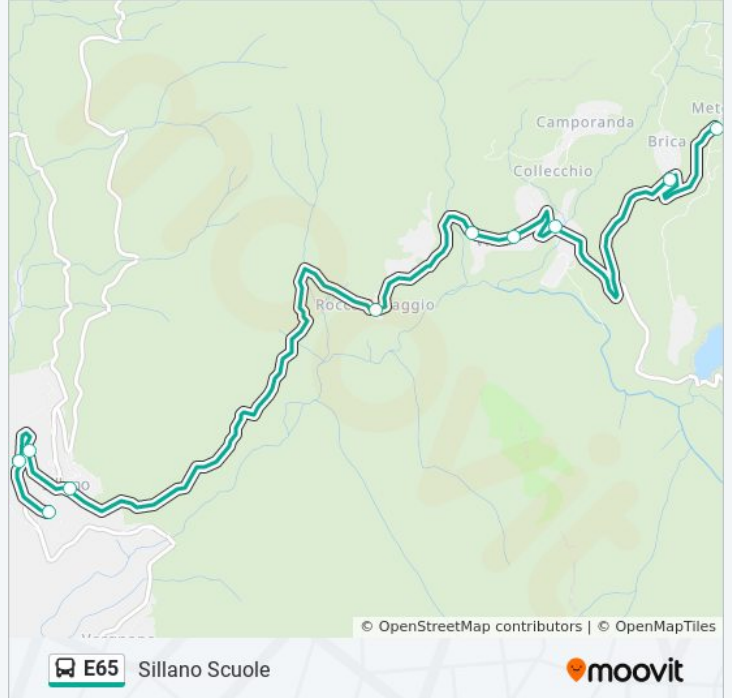 Camporanda
Brica
Collecchio
© OpenStreetMap contributors | © OpenMapTiles
E65 Sillano Scuole
moovit